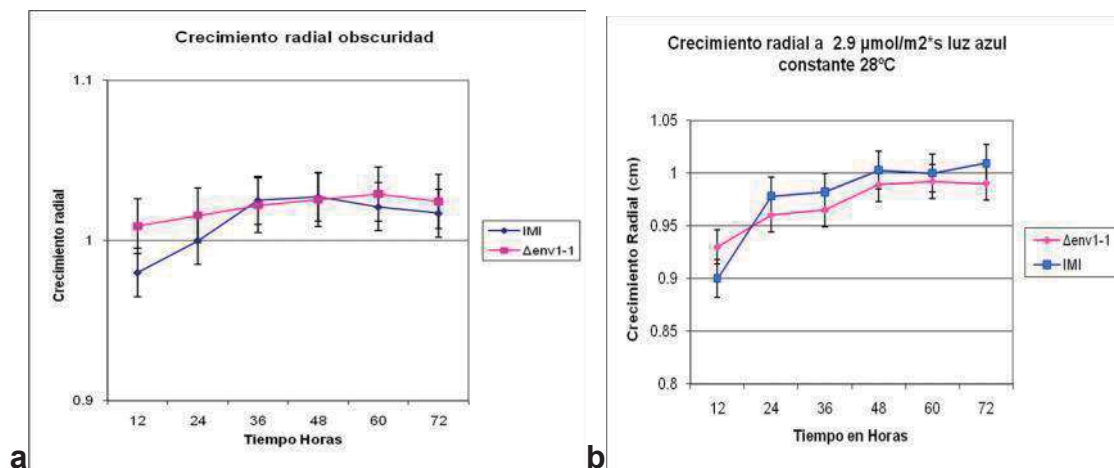 Crecimiento radial obscuridad
Crecimiento radial
1.1
1
0.9
12 24 36 48 60 72
Tiempo Horas
IMI
Δenv1-1
a
Crecimiento radial a 2.9 µmol/m2*s luz azul
constante 28ºC
Crecimiento Radial (cm)
1.05
1
0.95
0.9
0.85
0.8
12 24 36 48 60 72
Tiempo en Horas
Δenv1-1
IMI
b